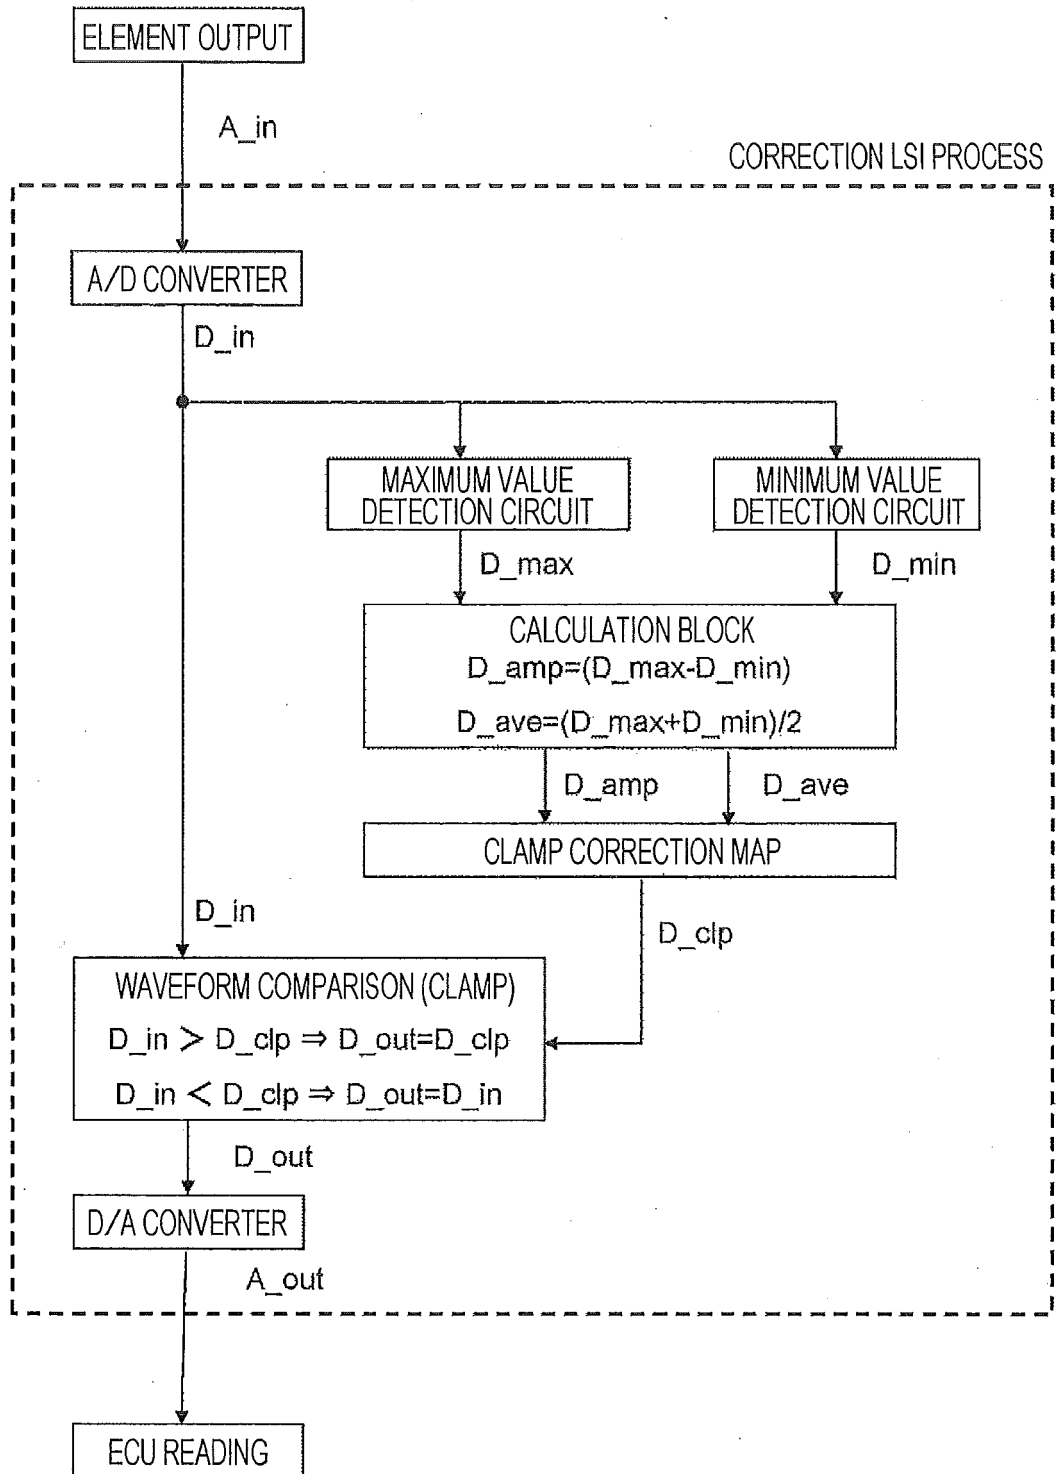 ELEMENT OUTPUT
A_in
CORRECTION LSI PROCESS
A/D CONVERTER
D_in
MAXIMUM VALUE
DETECTION CIRCUIT
MINIMUM VALUE
DETECTION CIRCUIT
D_max
D_min
CALCULATION BLOCK
D_amp=(D_max-D_min)
D_ave=(D_max+D_min)/2
D_amp
D_ave
CLAMP CORRECTION MAP
D_in
D_clp
WAVEFORM COMPARISON (CLAMP)
D_in > D_clp ⇒ D_out=D_clp
D_in < D_clp ⇒ D_out=D_in
D_out
D/A CONVERTER
A_out
ECU READING